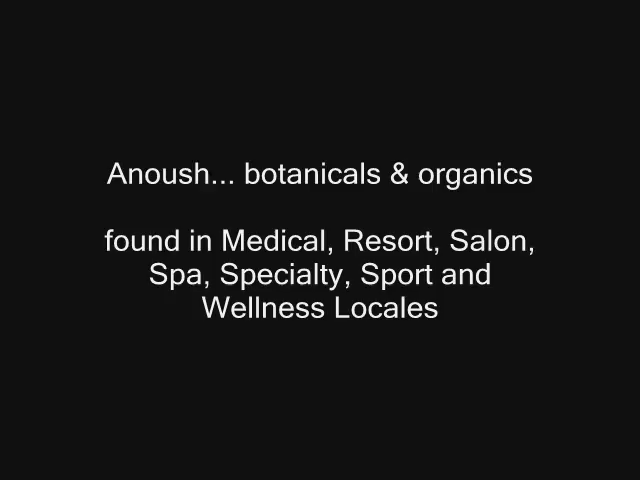 Anoush... botanicals & organics
found in Medical, Resort, Salon,
Spa, Specialty, Sport and
Wellness Locales